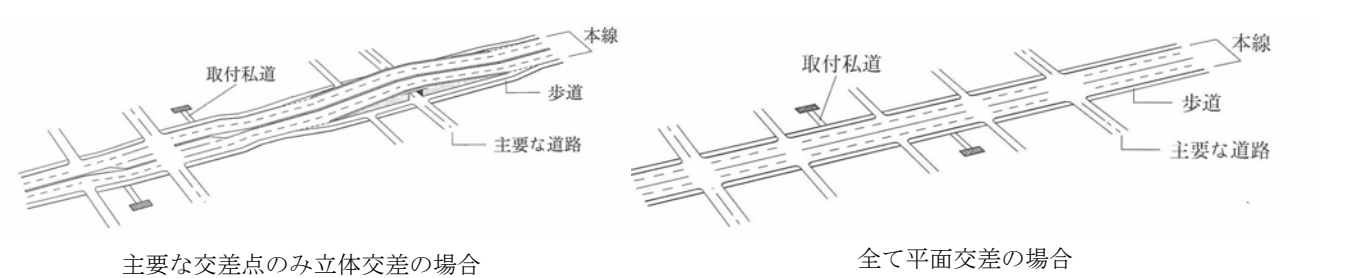 本線
取付私道
歩道
主要な道路
主要な交差点のみ立体交差の場合
本線
取付私道
歩道
主要な道路
全て平面交差の場合